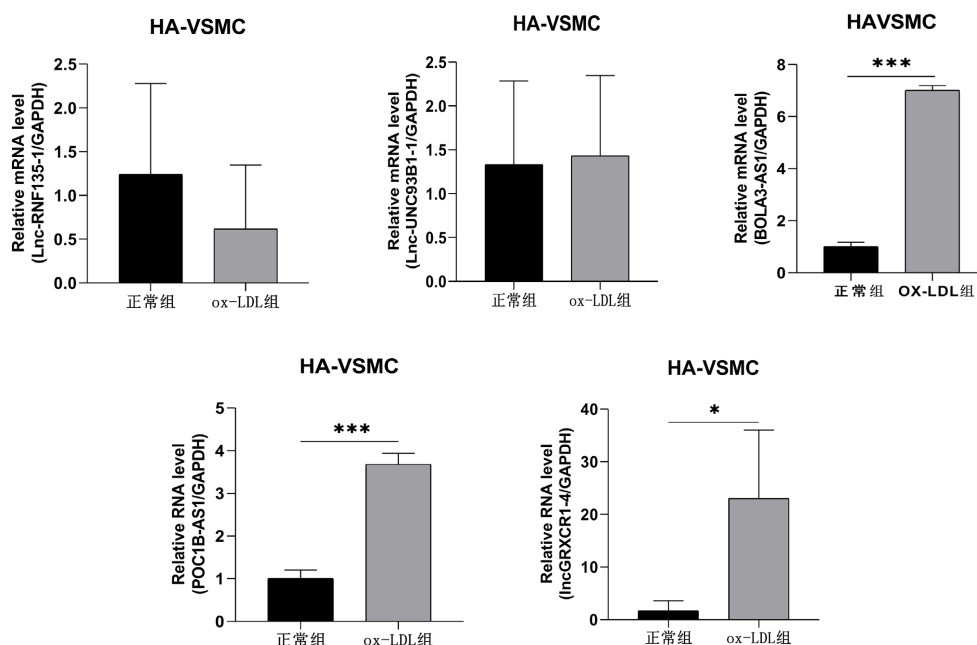 HA-VSMC
Relative mRNA level
(Lnc-RNF135-1/GAPDH)
2.5
2.0
1.5
1.0
0.5
0.0
正常组
ox-LDL组
HA-VSMC
Relative mRNA level
(Lnc-UNC93B1-1/GAPDH)
2.5
2.0
1.5
1.0
0.5
0.0
正常组
ox-LDL组
HAVSMC
Relative mRNA level
(BOLA3-AS1/GAPDH)
8
6
4
2
0
***
正常组
OX-LDL组
HA-VSMC
Relative RNA level
(POC1B-AS1/GAPDH)
5
4
3
2
1
0
***
正常组
ox-LDL组
HA-VSMC
Relative RNA level
(lncGRXCR1-4/GAPDH)
40
30
20
10
0
*
正常组
ox-LDL组